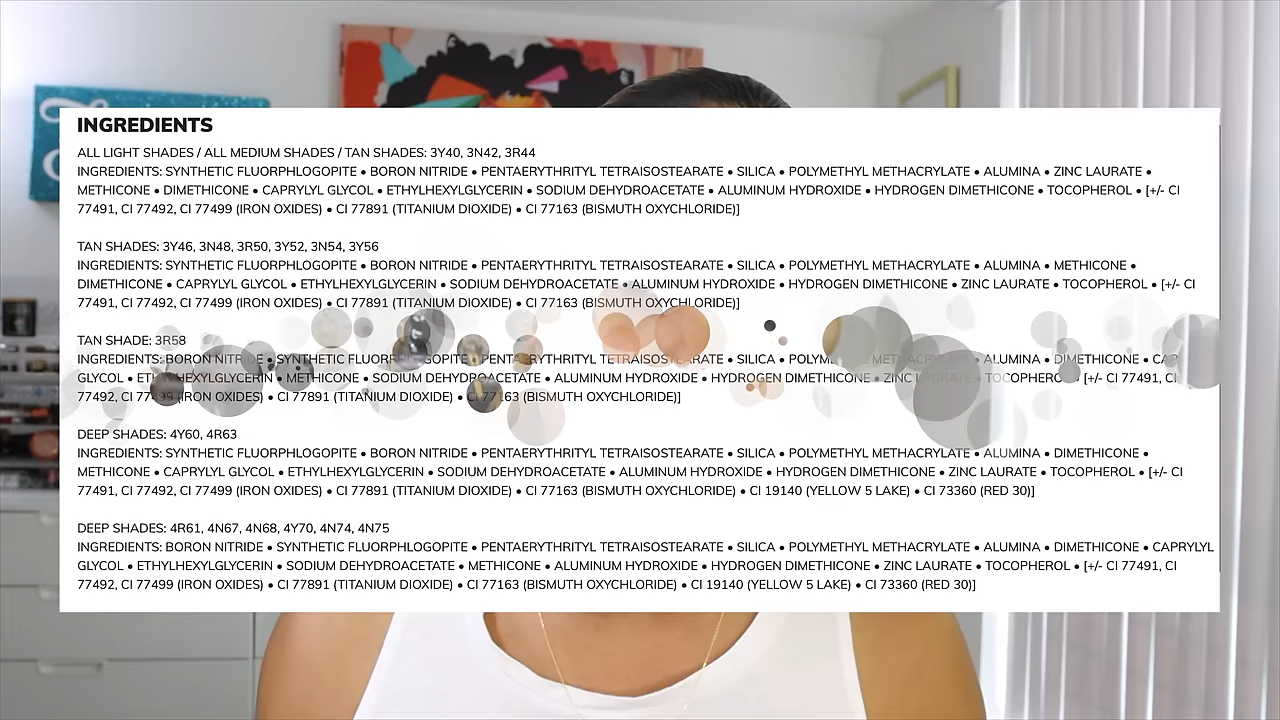 INGREDIENTS
ALL LIGHT SHADES / ALL MEDIUM SHADES / TAN SHADES: 3Y40, 3N42, 3R44
INGREDIENTS: SYNTHETIC FLUORPHLOGOPITE • BORON NITRIDE • PENTAERYTHRITYL TETRAISOSTEARATE • SILICA • POLYMETHYL METHACRYLATE • ALUMINA • ZINC LAURATE •
METHICONE • DIMETHICONE • CAPRYLYL GLYCOL • ETHYLHEXYLGLYCERIN • SODIUM DEHYDROACETATE • ALUMINUM HYDROXIDE • HYDROGEN DIMETHICONE • TOCOPHEROL • [+/- CI
77491, CI 77492, CI 77499 (IRON OXIDES) • CI 77891 (TITANIUM DIOXIDE) • CI 77163 (BISMUTH OXYCHLORIDE)]
TAN SHADES: 3Y46, 3N48, 3R50, 3Y52, 3N54, 3Y56
INGREDIENTS: SYNTHETIC FLUORPHLOGOPITE • BORON NITRIDE • PENTAERYTHRITYL TETRAISOSTEARATE • SILICA • POLYMETHYL METHACRYLATE • ALUMINA • METHICONE •
DIMETHICONE • CAPRYLYL GLYCOL • ETHYLHEXYLGLYCERIN • SODIUM DEHYDROACETATE • ALUMINUM HYDROXIDE • HYDROGEN DIMETHICONE • ZINC LAURATE • TOCOPHEROL • [+/- CI
77491, CI 77492, CI 77499 (IRON OXIDES) • CI 77891 (TITANIUM DIOXIDE) • CI 77163 (BISMUTH OXYCHLORIDE)]
TAN SHADE: 3R58
INGREDIENTS: BORON NITRIDE • SYNTHETIC • PENTAERYTHRITYL TETRAISOSTEARATE • SILICA • ALUMINA • DIMETHICONE •
GLYCOL • ETHYLHEXYLGLYCERIN • METHICONE • SODIUM DEHYDROACETATE • ALUMINUM HYDROXIDE • HYDROGEN DIMETHICONE • ZINC LAURATE • TOCOPHEROL • [+/- CI 77491, CI
77492, CI 77499 (IRON OXIDES) • CI 77891 (TITANIUM DIOXIDE) • CI 77163 (BISMUTH OXYCHLORIDE)]
DEEP SHADES: 4Y60, 4R63
INGREDIENTS: SYNTHETIC FLUORPHLOGOPITE • BORON NITRIDE • PENTAERYTHRITYL TETRAISOSTEARATE • SILICA • POLYMETHYL METHACRYLATE • ALUMINA • DIMETHICONE •
METHICONE • CAPRYLYL GLYCOL • ETHYLHEXYLGLYCERIN • SODIUM DEHYDROACETATE • ALUMINUM HYDROXIDE • HYDROGEN DIMETHICONE • ZINC LAURATE • TOCOPHEROL • [+/- CI
77491, CI 77492, CI 77499 (IRON OXIDES) • CI 77891 (TITANIUM DIOXIDE) • CI 77163 (BISMUTH OXYCHLORIDE) • CI 19140 (YELLOW 5 LAKE) • CI 73360 (RED 30)]
DEEP SHADES: 4R61, 4N67, 4N68, 4Y70, 4N74, 4N75
INGREDIENTS: BORON NITRIDE • SYNTHETIC FLUORPHLOGOPITE • PENTAERYTHRITYL TETRAISOSTEARATE • SILICA • POLYMETHYL METHACRYLATE • ALUMINA • DIMETHICONE • CAPRYLYL
GLYCOL • ETHYLHEXYLGLYCERIN • SODIUM DEHYDROACETATE • METHICONE • ALUMINUM HYDROXIDE • HYDROGEN DIMETHICONE • ZINC LAURATE • TOCOPHEROL • [+/- CI 77491, CI
77492, CI 77499 (IRON OXIDES) • CI 77891 (TITANIUM DIOXIDE) • CI 77163 (BISMUTH OXYCHLORIDE) • CI 19140 (YELLOW 5 LAKE) • CI 73360 (RED 30)]